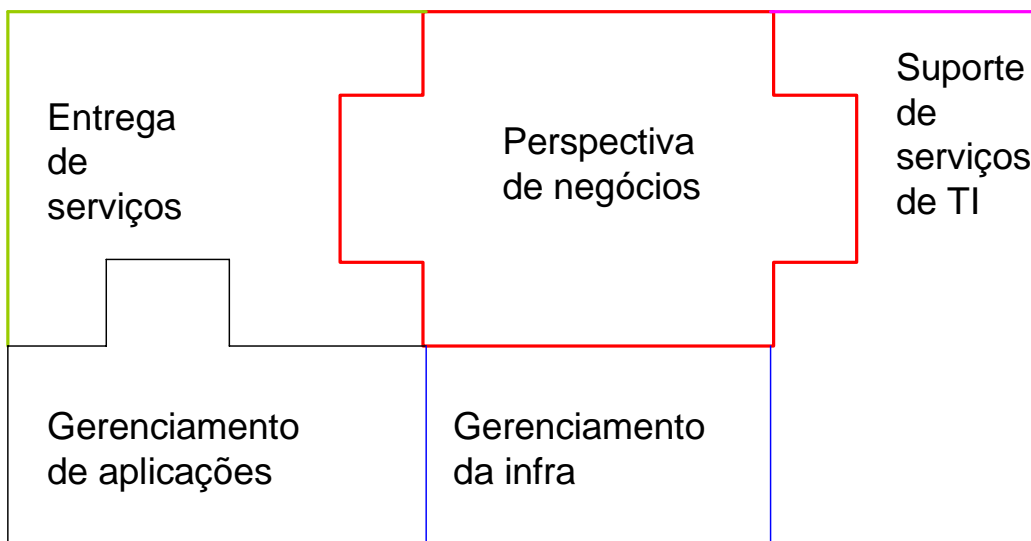 Entrega
de
serviços
Perspectiva
de negócios
Suporte
de
serviços
de TI
Gerenciamento
de aplicações
Gerenciamento
da infra